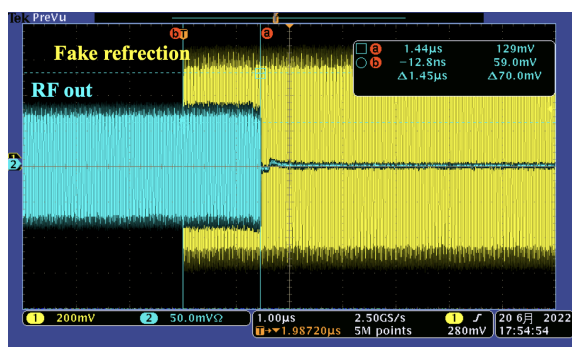 Tek PreVu
b T a
Fake refrection
RF out
a 1.44µs 129mV
b −12.8ns 59.0mV
Δ1.45µs Δ70.0mV
1
2
1 200mV 2 50.0mVΩ 1.00µs 2.50GS/s 1 280mV
T→▼1.98720µs 5M points
20 6月 2022
17:54:54